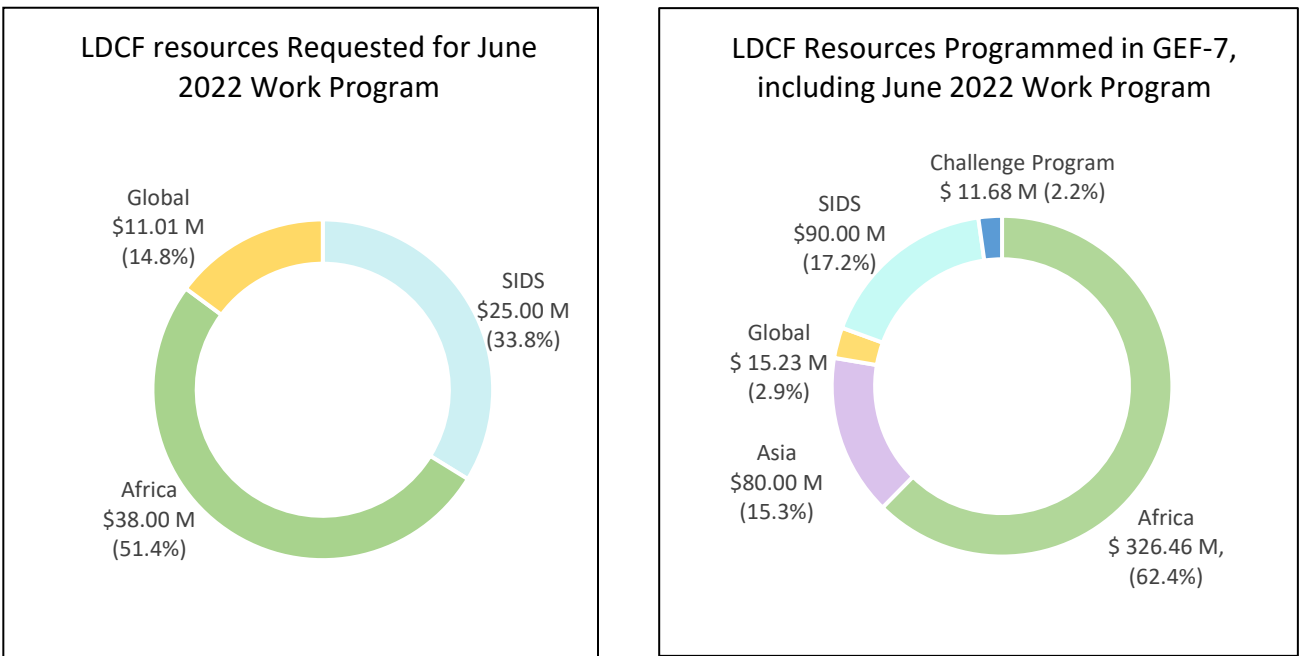 LDCF resources Requested for June
2022 Work Program
Global
$11.01 M
(14.8%)
SIDS
$25.00 M
(33.8%)
Africa
$38.00 M
(51.4%)
LDCF Resources Programmed in GEF-7,
including June 2022 Work Program
Challenge Program
$ 11.68 M (2.2%)
SIDS
$90.00 M
(17.2%)
Global
$ 15.23 M
(2.9%)
Asia
$80.00 M
(15.3%)
Africa
$ 326.46 M,
(62.4%)